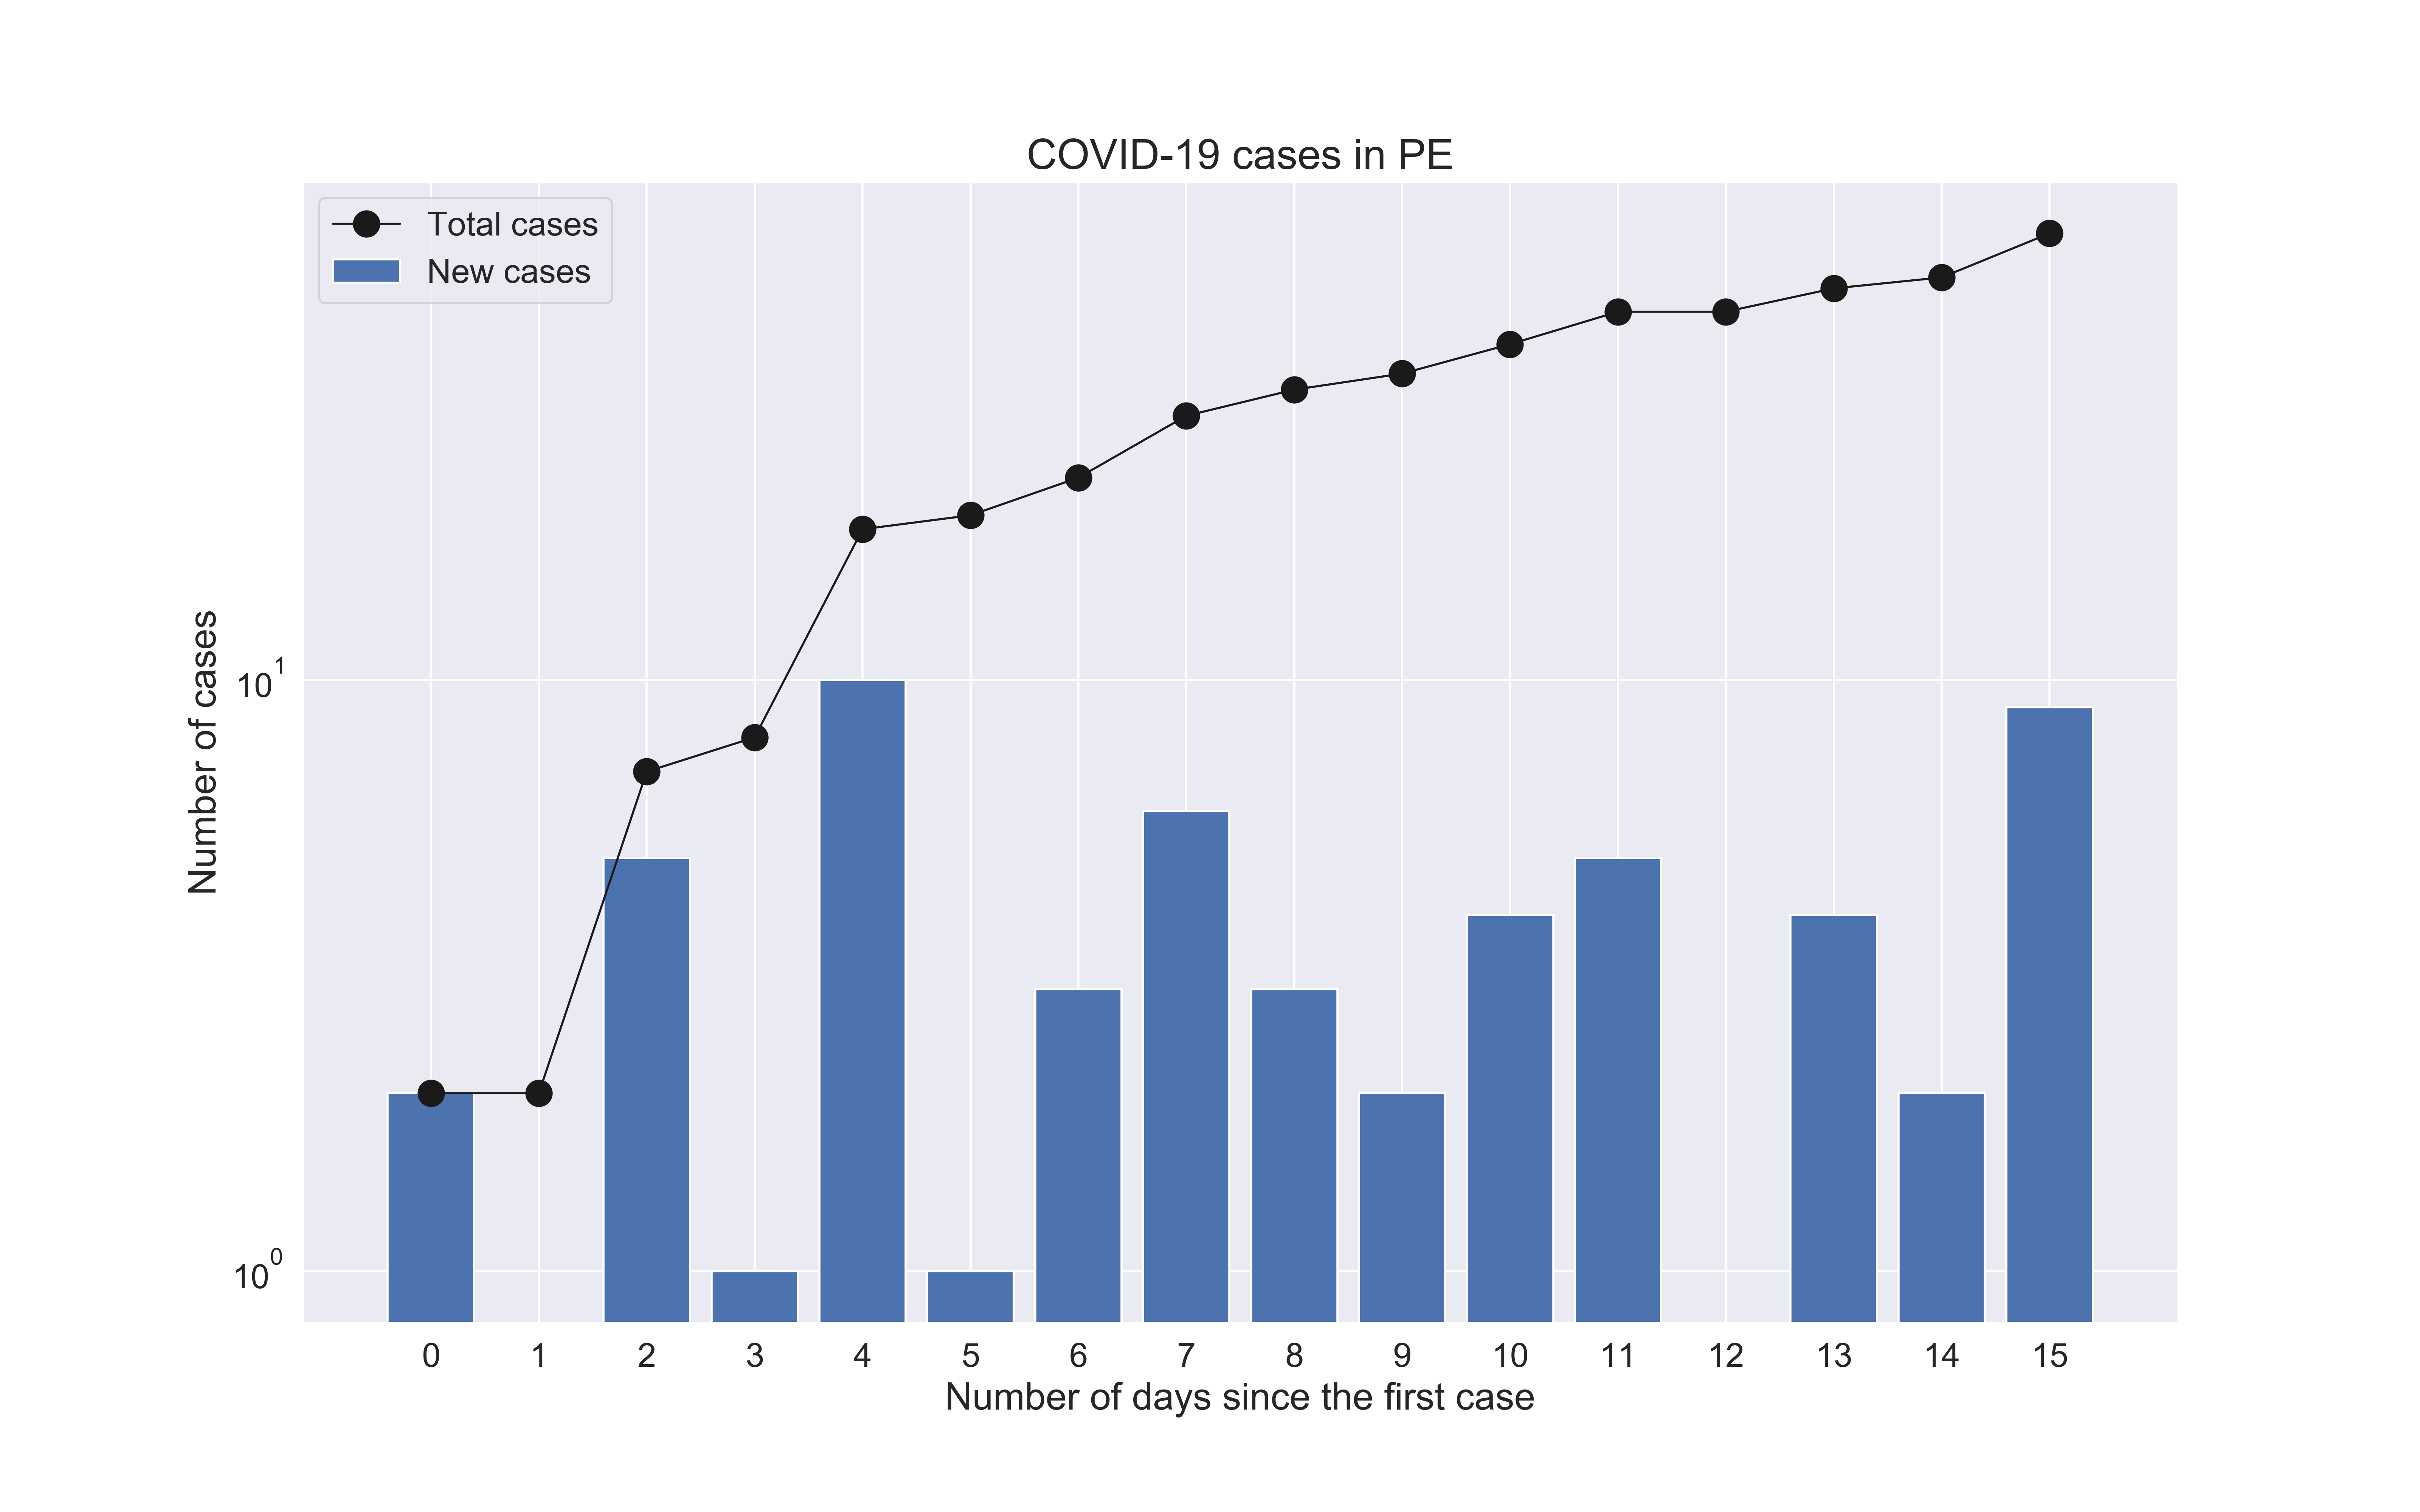 COVID-19 cases in PE
Total cases
New cases
Number of cases
10¹
10⁰
0 1 2 3 4 5 6 7 8 9 10 11 12 13 14 15
Number of days since the first case